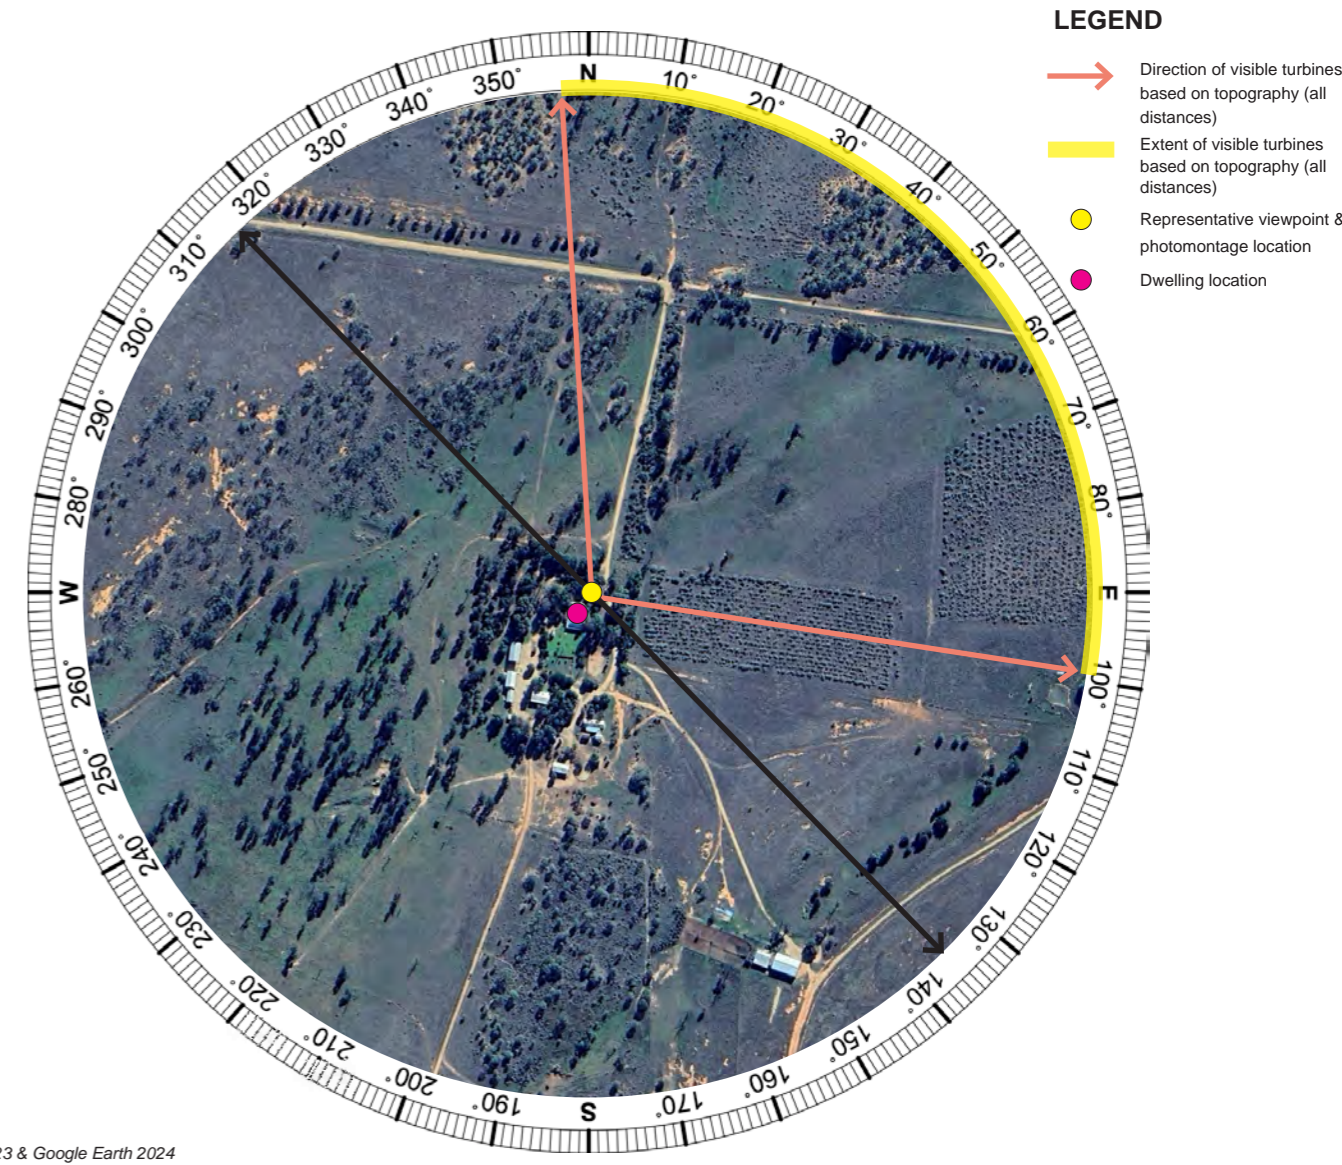 LEGEND
Direction of visible turbines
based on topography (all
distances)
Extent of visible turbines
based on topography (all
distances)
Representative viewpoint &
photomontage location
Dwelling location
N
10°
20°
30°
40°
50°
60°
70°
80°
E
100°
110°
120°
130°
140°
150°
160°
170°
S
190°
200°
210°
220°
230°
240°
250°
260°
W
280°
290°
300°
310°
320°
330°
340°
350°
23 & Google Earth 2024